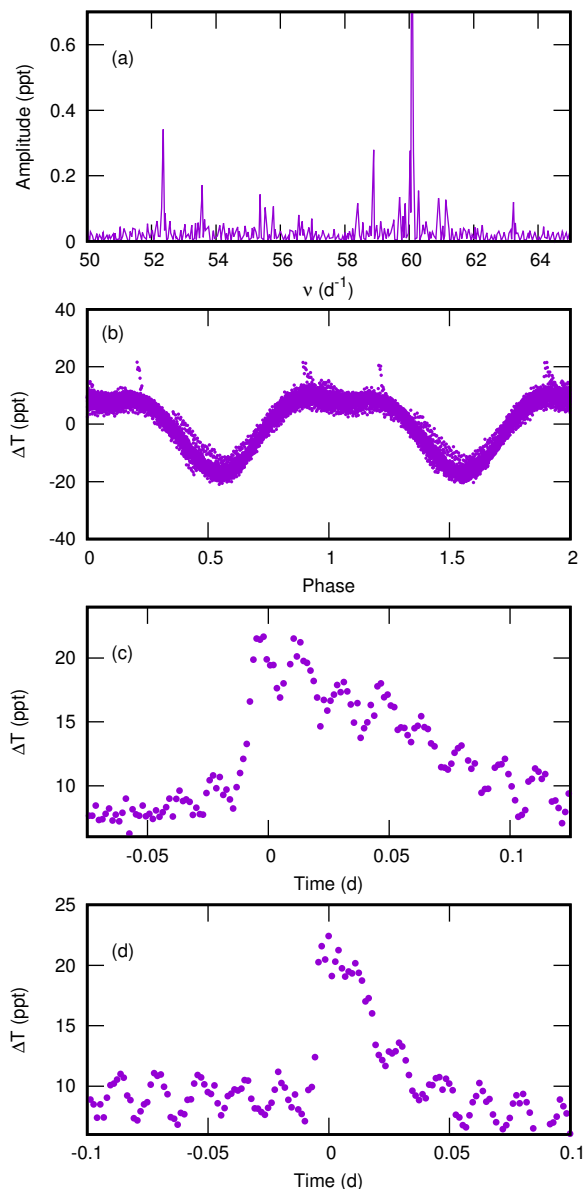 (a)
Amplitude (ppt)
0.6
0.4
0.2
0
50 52 54 56 58 60 62 64
ν (d⁻¹)
(b)
ΔT (ppt)
40
20
0
-20
-40
0 0.5 1 1.5 2
Phase
(c)
ΔT (ppt)
20
15
10
-0.05 0 0.05 0.1
Time (d)
(d)
ΔT (ppt)
25
20
15
10
-0.1 -0.05 0 0.05 0.1
Time (d)